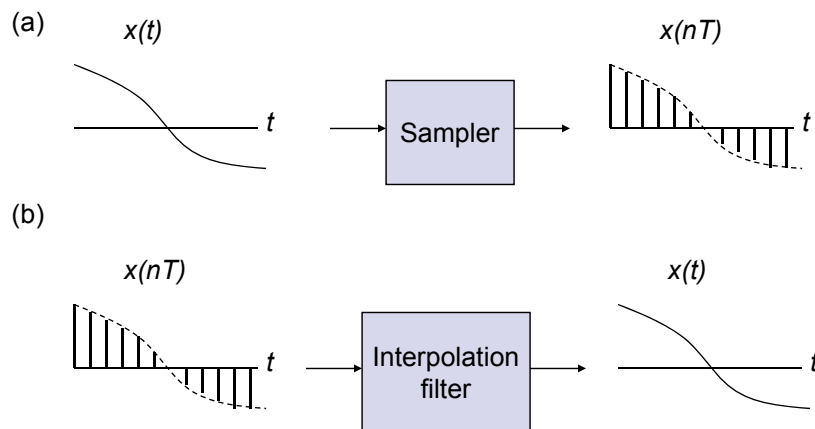 (a)
x(t)
x(nT)
t
Sampler
t
(b)
x(nT)
x(t)
t
Interpolation
filter
t